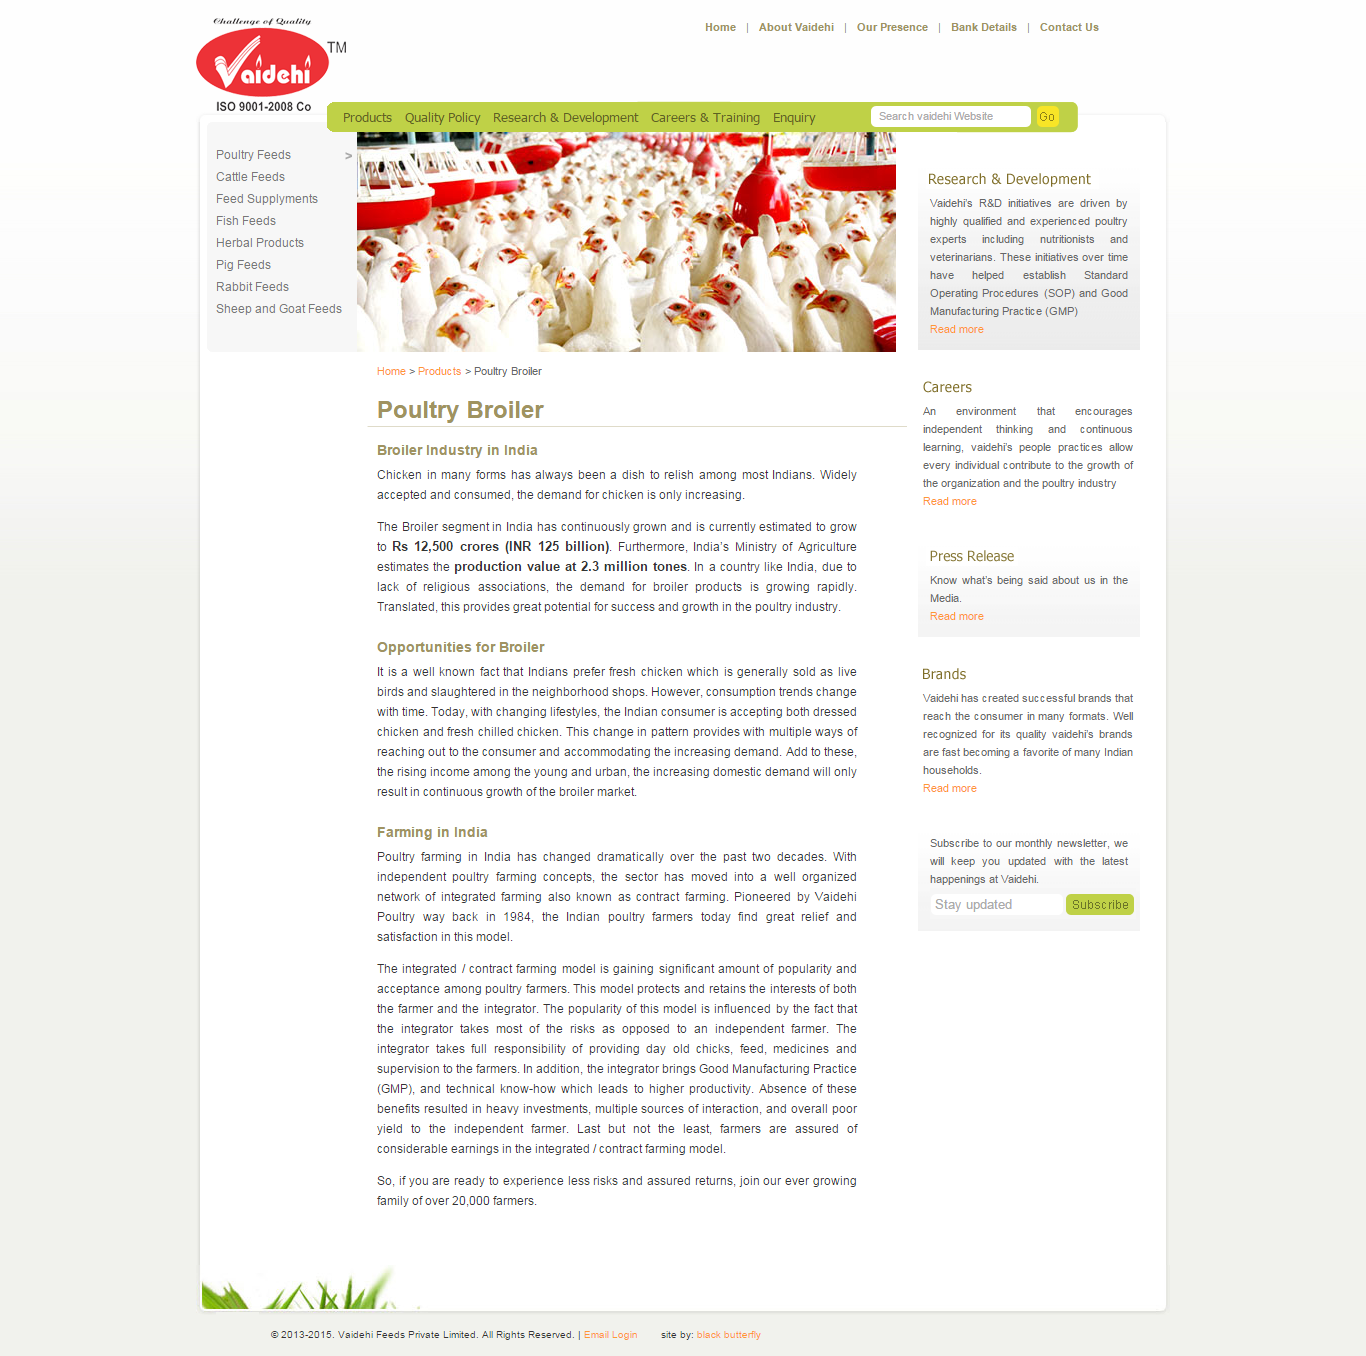 Challenge of Quality
Vaidehi TM
ISO 9001-2008 Co
Home | About Vaidehi | Our Presence | Bank Details | Contact Us
Products Quality Policy Research & Development Careers & Training Enquiry
Search vaidehi Website Go
Poultry Feeds >
Cattle Feeds
Feed Supplyments
Fish Feeds
Herbal Products
Pig Feeds
Rabbit Feeds
Sheep and Goat Feeds
Home > Products > Poultry Broiler
Poultry Broiler
Broiler Industry in India
Chicken in many forms has always been a dish to relish among most Indians. Widely
accepted and consumed, the demand for chicken is only increasing.
The Broiler segment in India has continuously grown and is currently estimated to grow
to Rs 12,500 crores (INR 125 billion). Furthermore, India's Ministry of Agriculture
estimates the production value at 2.3 million tones. In a country like India, due to
lack of religious associations, the demand for broiler products is growing rapidly.
Translated, this provides great potential for success and growth in the poultry industry.
Opportunities for Broiler
It is a well known fact that Indians prefer fresh chicken which is generally sold as live
birds and slaughtered in the neighborhood shops. However, consumption trends change
with time. Today, with changing lifestyles, the Indian consumer is accepting both dressed
chicken and fresh chilled chicken. This change in pattern provides with multiple ways of
reaching out to the consumer and accommodating the increasing demand. Add to these,
the rising income among the young and urban, the increasing domestic demand will only
result in continuous growth of the broiler market.
Farming in India
Poultry farming in India has changed dramatically over the past two decades. With
independent poultry farming concepts, the sector has moved into a well organized
network of integrated farming also known as contract farming. Pioneered by Vaidehi
Poultry way back in 1984, the Indian poultry farmers today find great relief and
satisfaction in this model.
The integrated / contract farming model is gaining significant amount of popularity and
acceptance among poultry farmers. This model protects and retains the interests of both
the farmer and the integrator. The popularity of this model is influenced by the fact that
the integrator takes most of the risks as opposed to an independent farmer. The
integrator takes full responsibility of providing day old chicks, feed, medicines and
supervision to the farmers. In addition, the integrator brings Good Manufacturing Practice
(GMP), and technical know-how which leads to higher productivity. Absence of these
benefits resulted in heavy investments, multiple sources of interaction, and overall poor
yield to the independent farmer. Last but not the least, farmers are assured of
considerable earnings in the integrated / contract farming model.
So, if you are ready to experience less risks and assured returns, join our ever growing
family of over 20,000 farmers.
Research & Development
Vaidehi's R&D initiatives are driven by
highly qualified and experienced poultry
experts including nutritionists and
veterinarians. These initiatives over time
have helped establish Standard
Operating Procedures (SOP) and Good
Manufacturing Practice (GMP)
Read more
Careers
An environment that encourages
independent thinking and continuous
learning, vaidehi's people practices allow
every individual contribute to the growth of
the organization and the poultry industry
Read more
Press Release
Know what's being said about us in the
Media.
Read more
Brands
Vaidehi has created successful brands that
reach the consumer in many formats. Well
recognized for its quality vaidehi's brands
are fast becoming a favorite of many Indian
households.
Read more
Subscribe to our monthly newsletter, we
will keep you updated with the latest
happenings at Vaidehi.
Stay updated Subscribe
© 2013-2015. Vaidehi Feeds Private Limited. All Rights Reserved. | Email Login site by: black butterfly